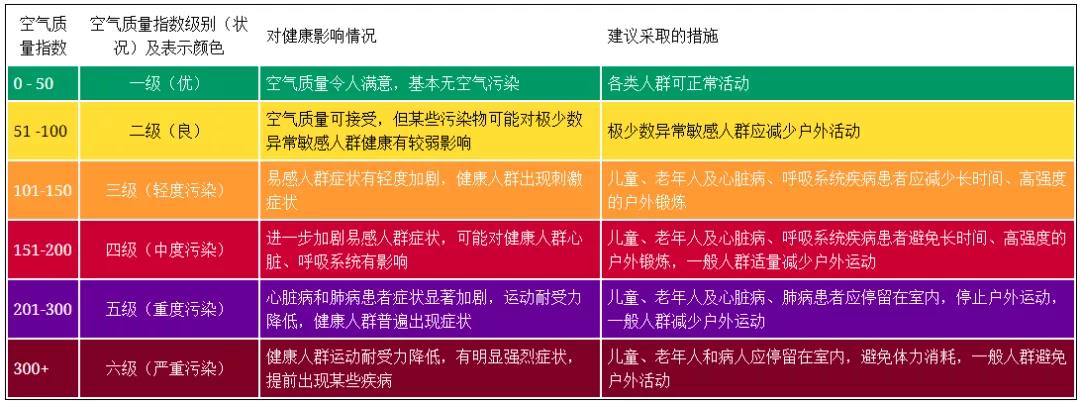 空气质
量指数
空气质量指数级别（状
况）及表示颜色
对健康影响情况
建议采取的措施
0 - 50
一级（优）
空气质量令人满意，基本无空气污染
各类人群可正常活动
51 -100
二级（良）
空气质量可接受，但某些污染物可能对极少数
异常敏感人群健康有较弱影响
极少数异常敏感人群应减少户外活动
101-150
三级（轻度污染）
易感人群症状有轻度加剧，健康人群出现刺激
症状
儿童、老年人及心脏病、呼吸系统疾病患者应减少长时间、高强度
的户外锻炼
151-200
四级（中度污染）
进一步加剧易感人群症状，可能对健康人群心
脏、呼吸系统有影响
儿童、老年人及心脏病、呼吸系统疾病患者避免长时间、高强度的
户外锻炼，一般人群适量减少户外运动
201-300
五级（重度污染）
心脏病和肺病患者症状显著加剧，运动耐受力
降低，健康人群普遍出现症状
儿童、老年人及心脏病、肺病患者应停留在室内，停止户外运动，
一般人群减少户外运动
300+
六级（严重污染）
健康人群运动耐受力降低，有明显强烈症状，
提前出现某些疾病
儿童、老年人和病人应停留在室内，避免体力消耗，一般人群避免
户外活动